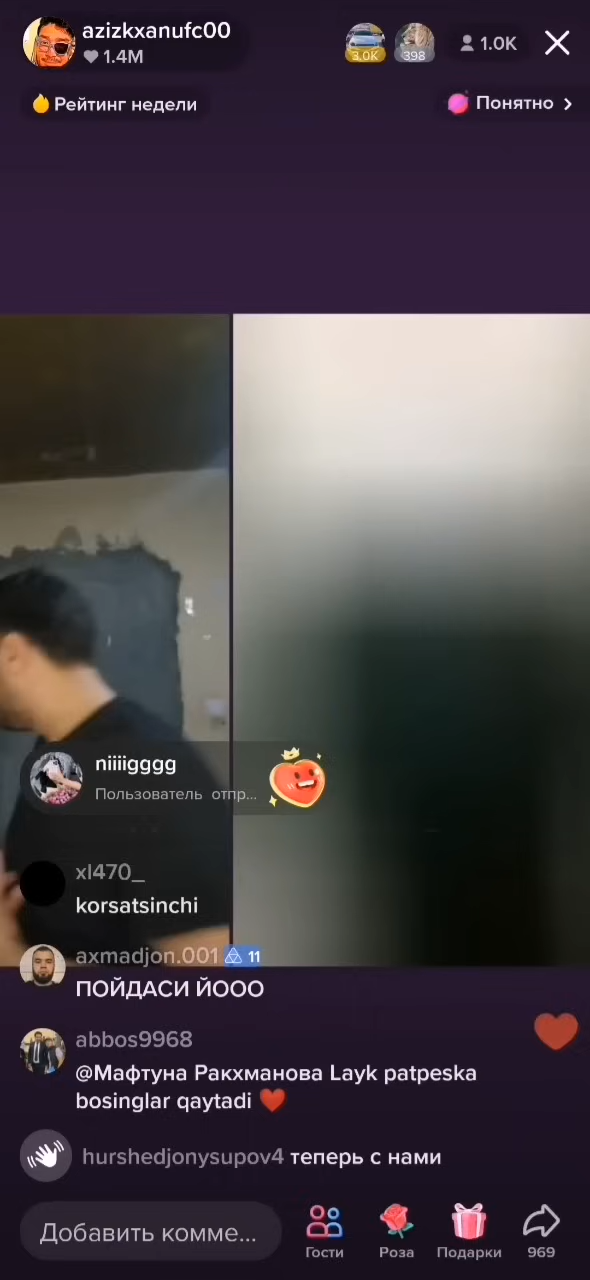 azizkxanufc00
1.4M
3,0K
398
1.0K
Рейтинг недели
Понятно
niiiigggg
Пользователь отпр...
xl470_
korsatsinchi
axmadjon.001 11
ПОЙДАСИ ЙООО
abbos9968
@Мафтуна Ракхманова Layk patpeska
bosinglar qaytadi ❤️
hurshedjonysupov4 теперь с нами
Добавить комме...
Гости
Роза
Подарки
969